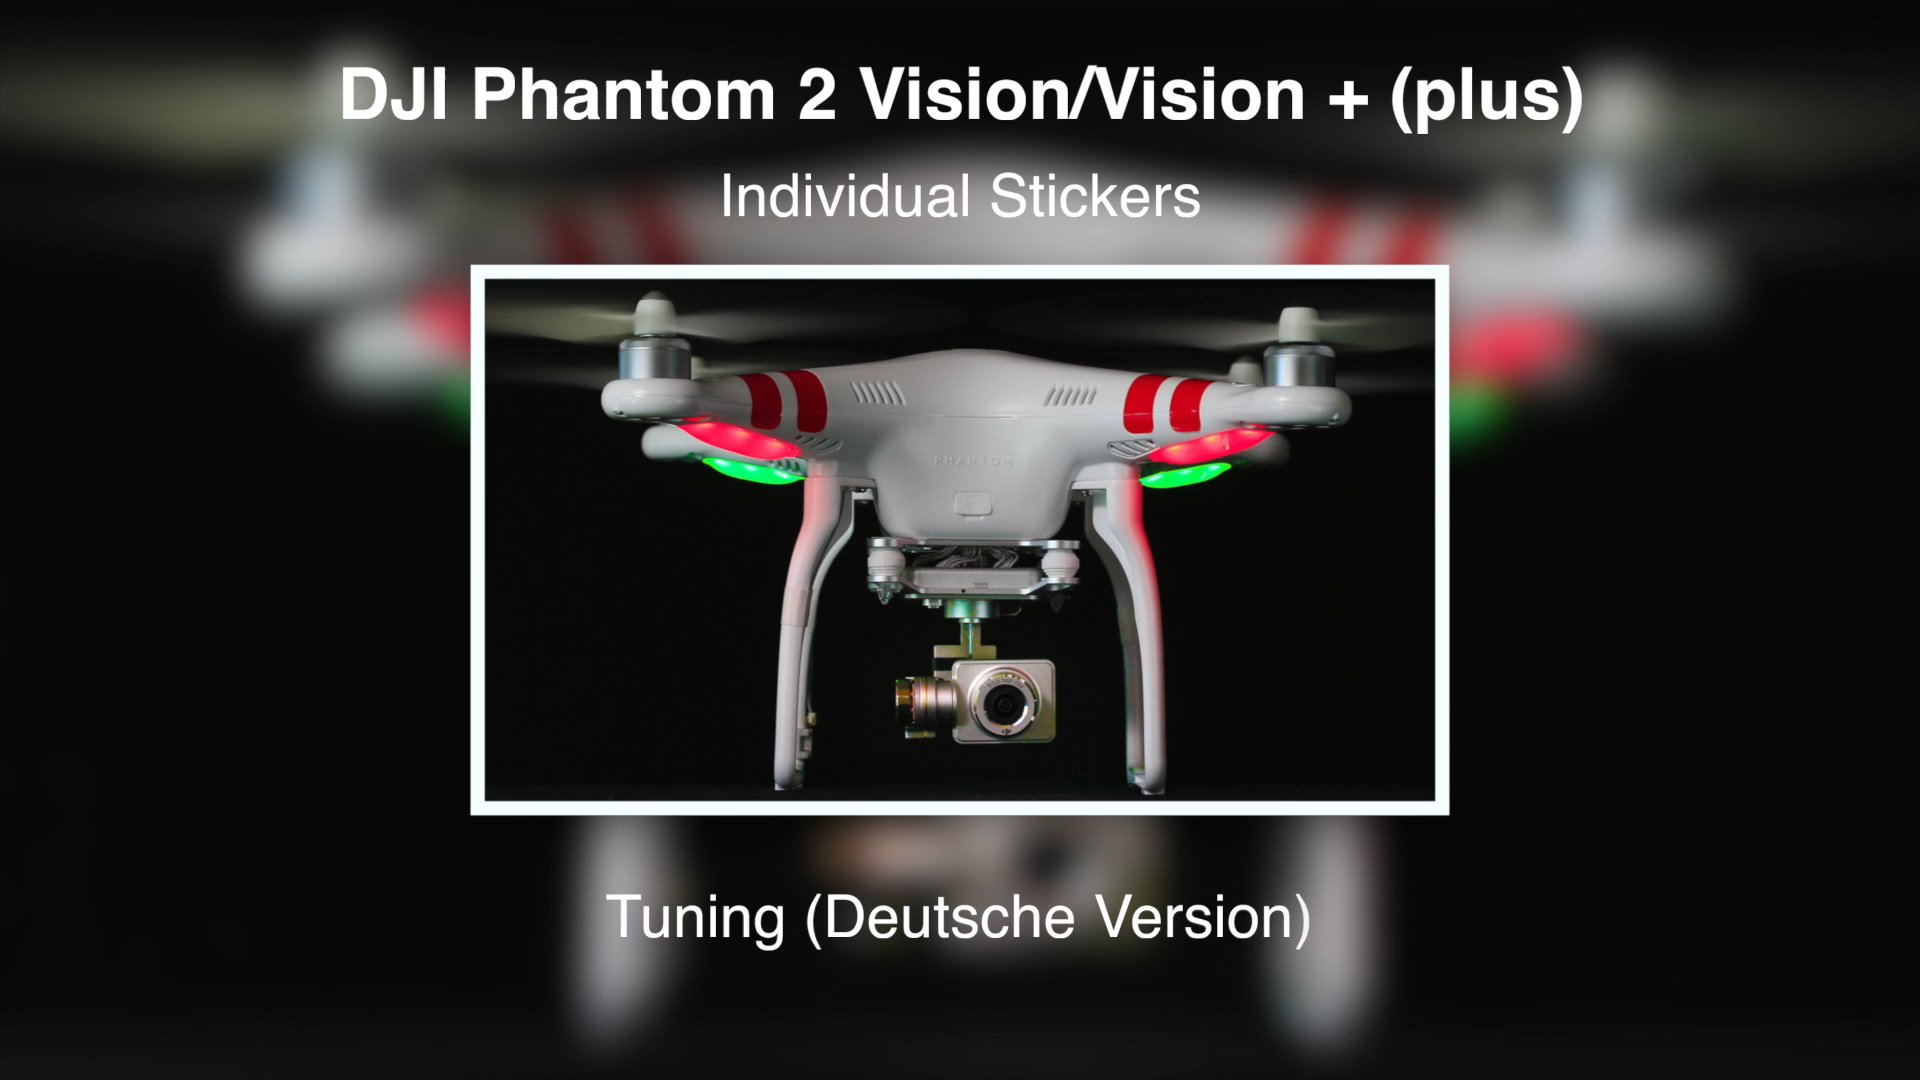 DJI Phantom 2 Vision/Vision + (plus)
Individual Stickers
PHANTOM
Tuning (Deutsche Version)